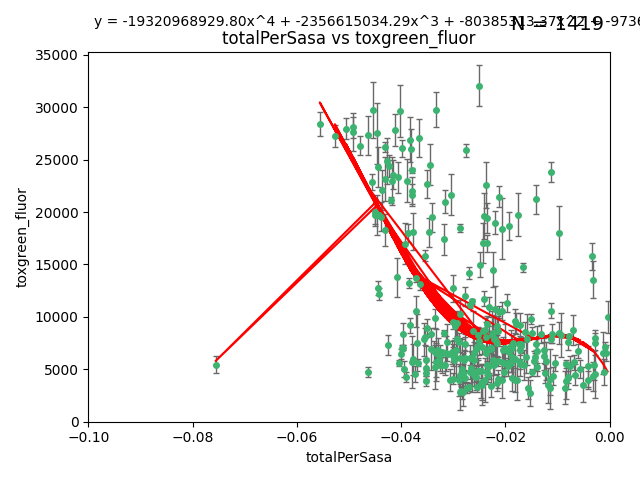 y = -19320968929.80x^4 + -2356615034.29x^3 +
N = 1419
totalPerSasa vs toxgreen_fluor
35000
30000
25000
20000
15000
10000
5000
0
toxgreen_fluor
−0.10 −0.08 −0.06 −0.04 −0.02 0.00
totalPerSasa